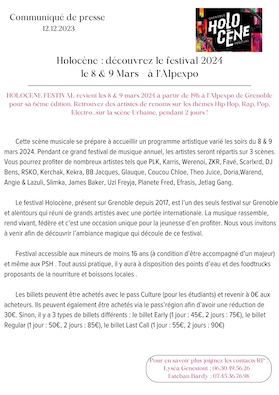 Communiqué de presse
12.12.2023
HOLO
CENE
Holocène : découvrez le festival 2024
le 8 & 9 Mars - à l'Alpexpo
HOLOCENE FESTIVAL revient les 8 & 9 mars 2024 à partir de 19h à l'Alpexpo de Grenoble
pour sa 6ème édition. Retrouvez des artistes de renoms sur les thèmes Hip Hop, Rap, Pop,
Electro...sur la scène Urbaine, pendant 2 jours !
Cette scène musicale se prépare à accueillir un programme artistique varié les soirs du 8 & 9
mars 2024. Pendant ce grand festival de musique annuel, les artistes seront répartis sur 3 scènes.
Vous pourrez profiter de nombreux artistes tels que PLK, Karris, Werenoi, ZKR, Favé, Scarlxrd, DJ
Bens, RSKO, Kerchak, Kekra, BB Jacques, Glauque, Coucou Chloe, Theo Juice, Doria,Warend,
Angie & Lazuli, Slimka, James Baker, Uzi Freyja, Planete Fred, Efrasis, Jetlag Gang.
Le festival Holocène, présent sur Grenoble depuis 2017, est l'un des seuls festival sur Grenoble
et alentours qui réuni de grands artistes avec une portée internationale. La musique rassemble,
rend vivant, fédère et c'est une occasion unique pour la jeunesse d'en profiter. Nous vous invitons
à venir afin de découvrir l'ambiance magique qui découle de ce festival.
Festival accessible aux mineurs de moins 16 ans (à condition d'être accompagné d'un majeur)
et même aux PSH . Tout aussi pratique, il y aura à disposition des points d'eau et des foodtrucks
proposants de la nourriture et boissons locales .
Les billets peuvent être achetés avec le pass Culture (pour les étudiants) et revenir à 0€ aux
acheteurs. Ils peuvent également être achetés via le pass'région afin d'avoir une réduction de
30€. Sinon, il y a 3 types de billets différents : le billet Early (1 jour : 45€, 2 jours : 75€), le billet
Regular (1 jour : 50€, 2 jours : 85€), le billet Last Call (1 jour : 55€, 2 jours : 90€)
Pour en savoir plus joignez les contacts RP
Lyséa Genestout : 06.30.49.56.26
Esteban Bardy : 07.45.36.76.98